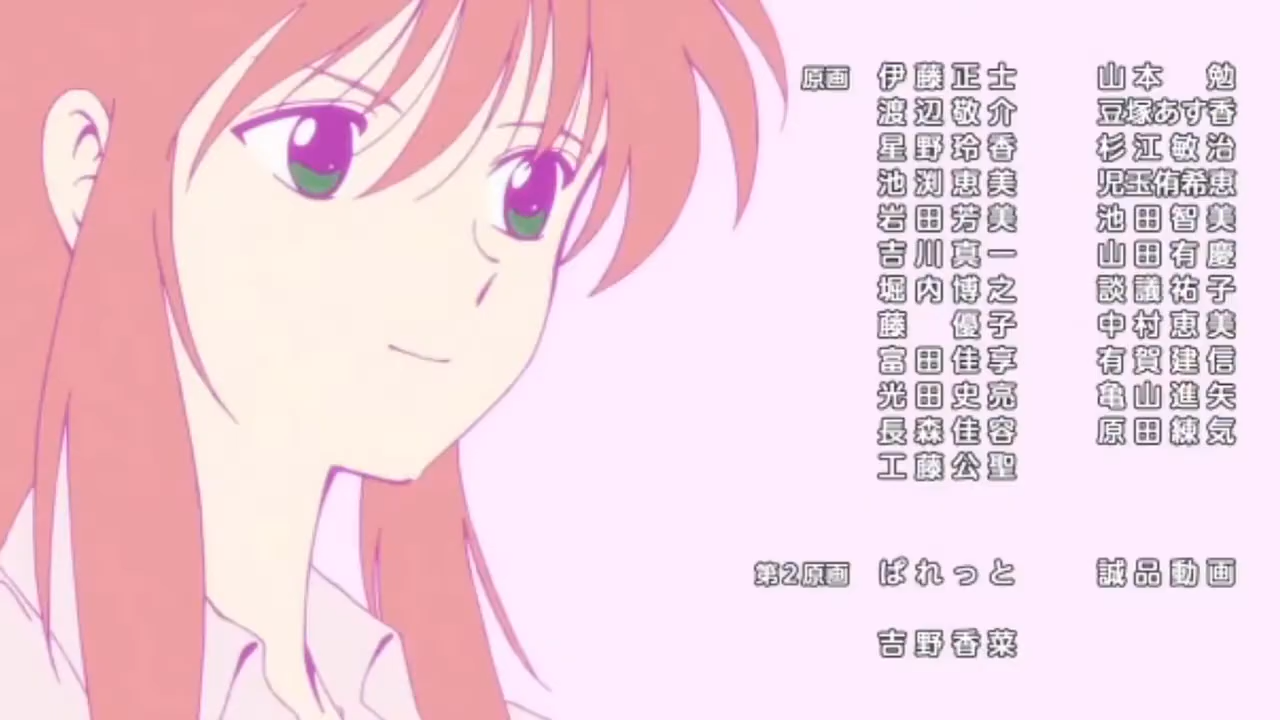 原画 伊藤正士 山本 勉
渡辺敬介 豆塚あす香
星野玲香 杉江敏治
池渕恵美 児玉侑希恵
岩田芳美 池田智美
吉川真一 山田有慶
堀内博之 談議祐子
藤 優子 中村恵美
富田佳享 有賀建信
光田史亮 亀山進矢
長森佳容 原田練気
工藤公聖
第2原画 ぱれっと 誠品動画
吉野香菜